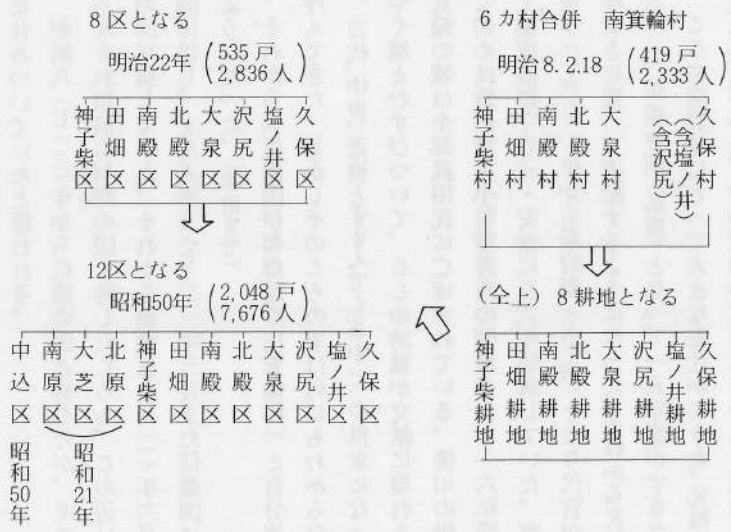 6カ村合併 南箕輪村
明治8.2.18 (419戸 2,333人)
久保村
(含塩ノ井)
(含沢尻)
大泉村
北殿村
南殿村
田畑村
神子柴村
(仝上) 8耕地となる
久保耕地
塩ノ井耕地
沢尻耕地
大泉耕地
北殿耕地
南殿耕地
田畑耕地
神子柴耕地
8区となる
明治22年 (535戸 2,836人)
久保区
塩ノ井区
沢尻区
大泉区
北殿区
南殿区
田畑区
神子柴区
12区となる
昭和50年 (2,048戸 7,676人)
久保区
塩ノ井区
沢尻区
大泉区
北殿区
南殿区
田畑区
神子柴区
北原区
大芝区
南原区
中込区
昭和21年
昭和50年